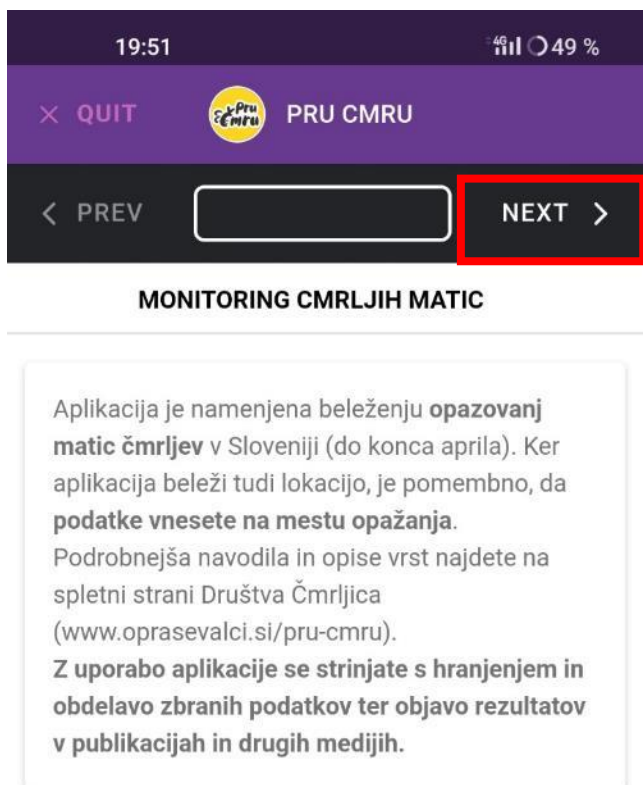 19:51 4G 49 %
× QUIT Pru Čmru PRU CMRU
< PREV NEXT >
MONITORING CMRLJIH MATIC
Aplikacija je namenjena beleženju opazovanj
matic čmrljev v Sloveniji (do konca aprila). Ker
aplikacija beleži tudi lokacijo, je pomembno, da
podatke vnesete na mestu opažanja.
Podrobnejša navodila in opise vrst najdete na
spletni strani Društva Čmrljica
(www.oprasevalci.si/pru-cmru).
Z uporabo aplikacije se strinjate s hranjenjem in
obdelavo zbranih podatkov ter objavo rezultatov
v publikacijah in drugih medijih.